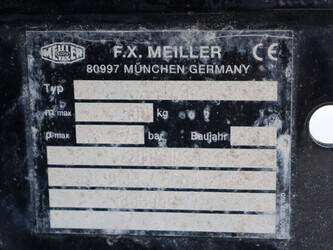 MEILLER F.X. MEILLER CE
80997 MÜNCHEN GERMANY
Typ
m max kg
p max bar Baujahr